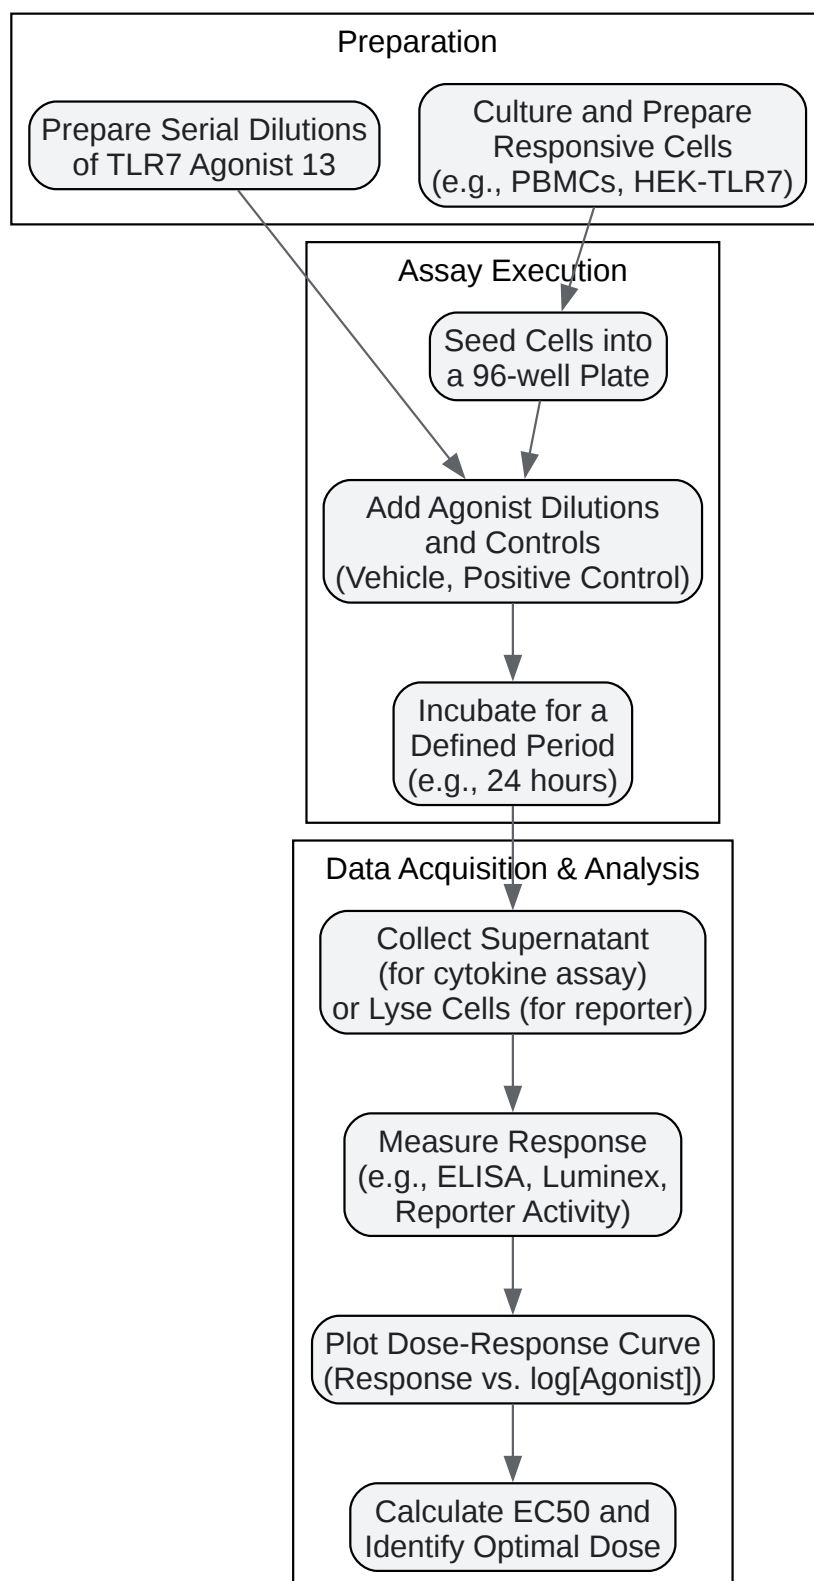 Preparation
Prepare Serial Dilutions
of TLR7 Agonist 13
Culture and Prepare
Responsive Cells
(e.g., PBMCs, HEK-TLR7)
Assay Execution
Seed Cells into
a 96-well Plate
Add Agonist Dilutions
and Controls
(Vehicle, Positive Control)
Incubate for a
Defined Period
(e.g., 24 hours)
Data Acquisition & Analysis
Collect Supernatant
(for cytokine assay)
or Lyse Cells (for reporter)
Measure Response
(e.g., ELISA, Luminex,
Reporter Activity)
Plot Dose-Response Curve
(Response vs. log[Agonist])
Calculate EC50 and
Identify Optimal Dose